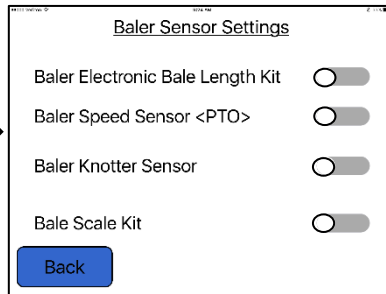 Baler Sensor Settings
Baler Electronic Bale Length Kit
Baler Speed Sensor <PTO>
Baler Knotter Sensor
Bale Scale Kit
Back